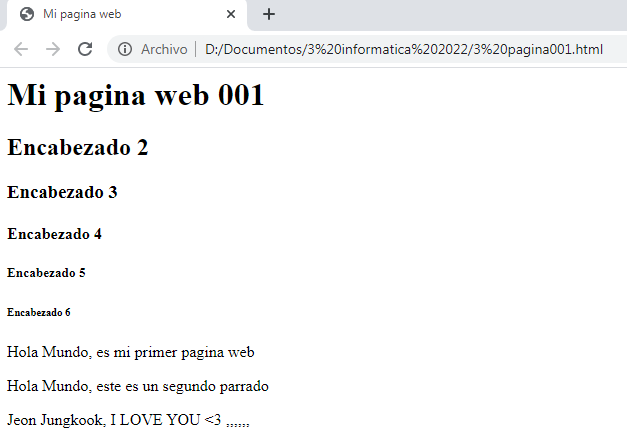 Mi pagina web
Archivo | D:/Documentos/3%20informatica%202022/3%20pagina001.html
Mi pagina web 001
Encabezado 2
Encabezado 3
Encabezado 4
Encabezado 5
Encabezado 6
Hola Mundo, es mi primer pagina web
Hola Mundo, este es un segundo parrado
Jeon Jungkook, I LOVE YOU <3 ,,,,,,